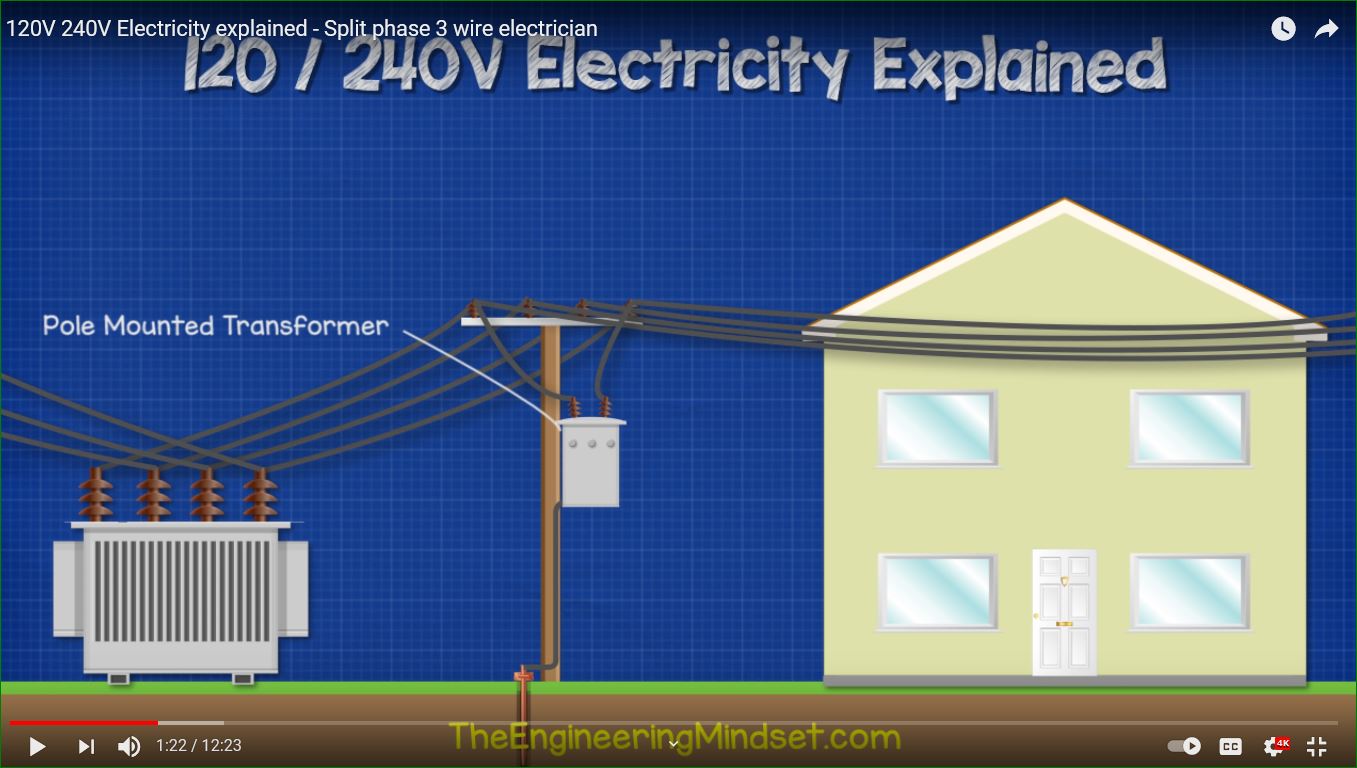 120V 240V Electricity explained - Split phase 3 wire electrician
120 / 240V Electricity Explained
Pole Mounted Transformer
TheEngineeringMindset.com
1:22 / 12:23
CC
4K